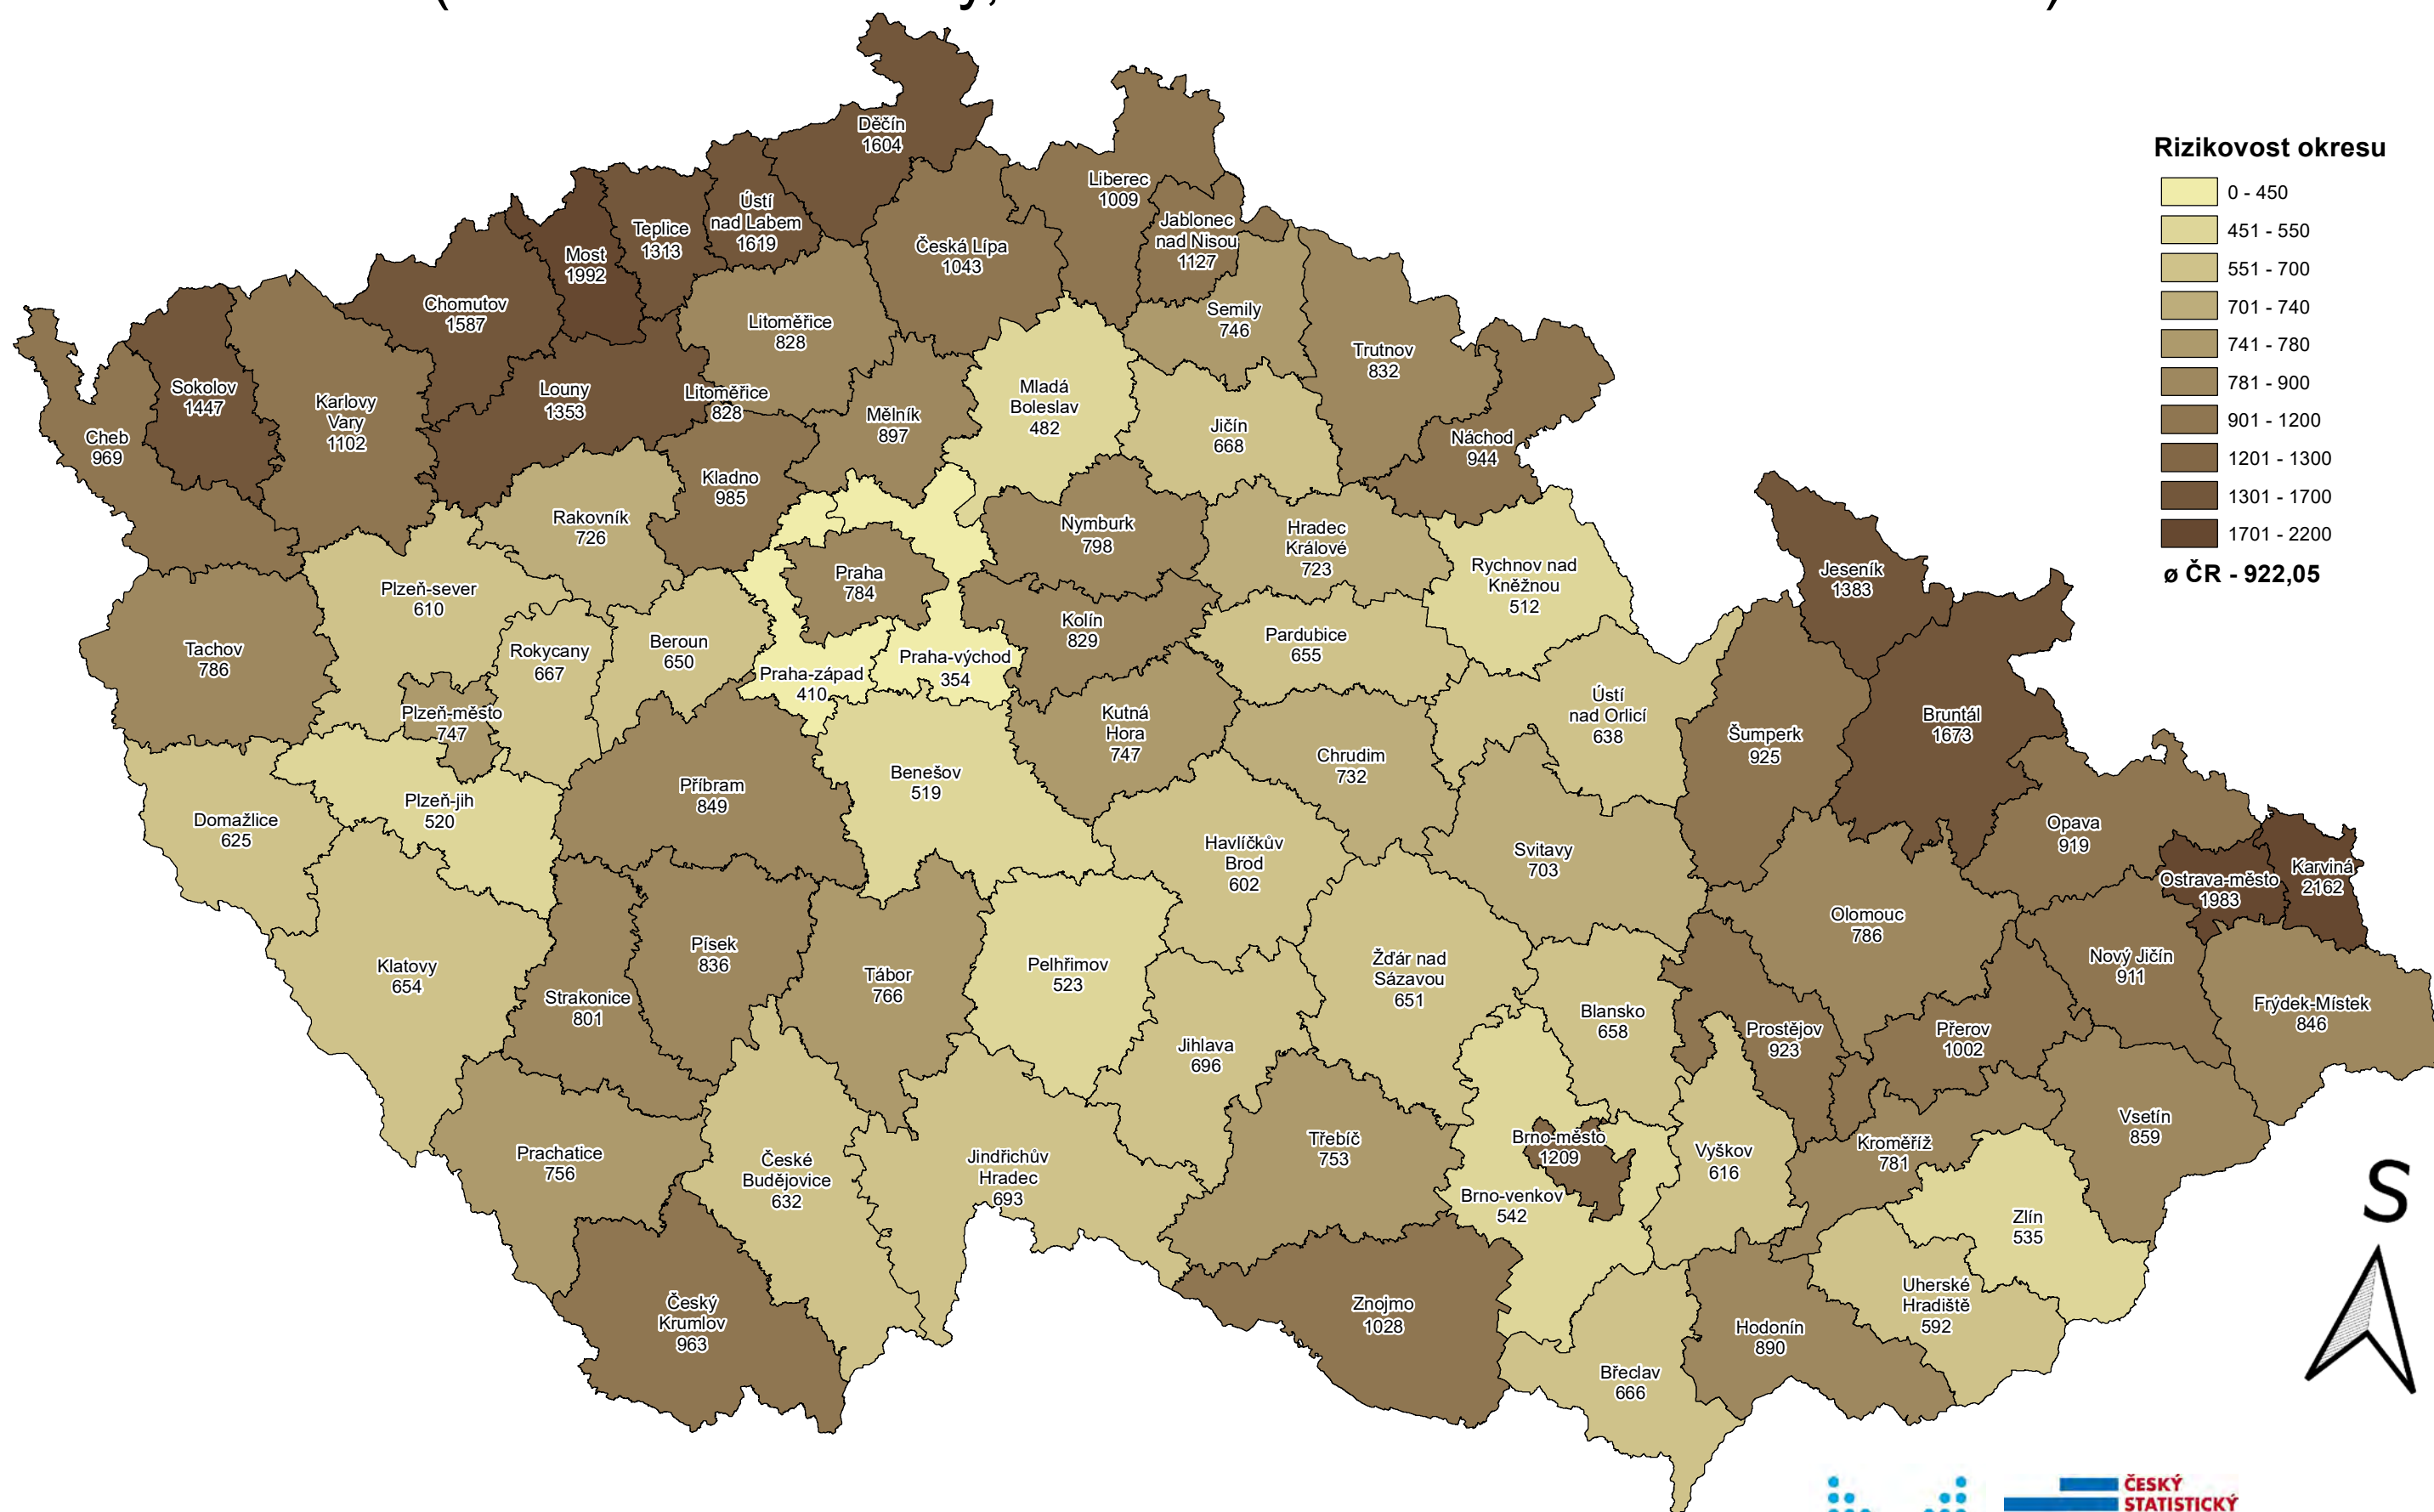 Děčín
1604
Liberec
1009
Jablonec
nad Nisou
1127
Ústí
nad Labem
1619
Teplice
1313
Most
1992
Česká Lípa
1043
Chomutov
1587
Litoměřice
828
Semily
746
Trutnov
832
Sokolov
1447
Karlovy
Vary
1102
Louny
1353
Litoměřice
828
Mělník
897
Mladá
Boleslav
482
Jičín
668
Cheb
969
Náchod
944
Kladno
985
Rakovník
726
Nymburk
798
Hradec
Králové
723
Rychnov nad
Kněžnou
512
Jeseník
1383
Praha
784
Plzeň-sever
610
Tachov
786
Rokycany
667
Beroun
650
Praha-západ
410
Praha-východ
354
Kolín
829
Pardubice
655
Ústí
nad Orlicí
638
Šumperk
925
Bruntál
1673
Plzeň-město
747
Kutná
Hora
747
Chrudim
732
Příbram
849
Benešov
519
Domažlice
625
Plzeň-jih
520
Havlíčkův
Brod
602
Svitavy
703
Opava
919
Ostrava-město
1983
Karviná
2162
Olomouc
786
Klatovy
654
Strakonice
801
Písek
836
Tábor
766
Pelhřimov
523
Žďár nad
Sázavou
651
Nový Jičín
911
Frýdek-Místek
846
Blansko
658
Prostějov
923
Přerov
1002
Jihlava
696
Prachatice
756
České
Budějovice
632
Jindřichův
Hradec
693
Třebíč
753
Brno-město
1209
Brno-venkov
542
Vyškov
616
Kroměříž
781
Vsetín
859
Zlín
535
Český
Krumlov
963
Znojmo
1028
Uherské
Hradiště
592
Hodonín
890
Břeclav
666
Rizikovost okresu
0 - 450
451 - 550
551 - 700
701 - 740
741 - 780
781 - 900
901 - 1200
1201 - 1300
1301 - 1700
1701 - 2200
ø ČR - 922,05
S
ČESKÝ
STATISTICKÝ